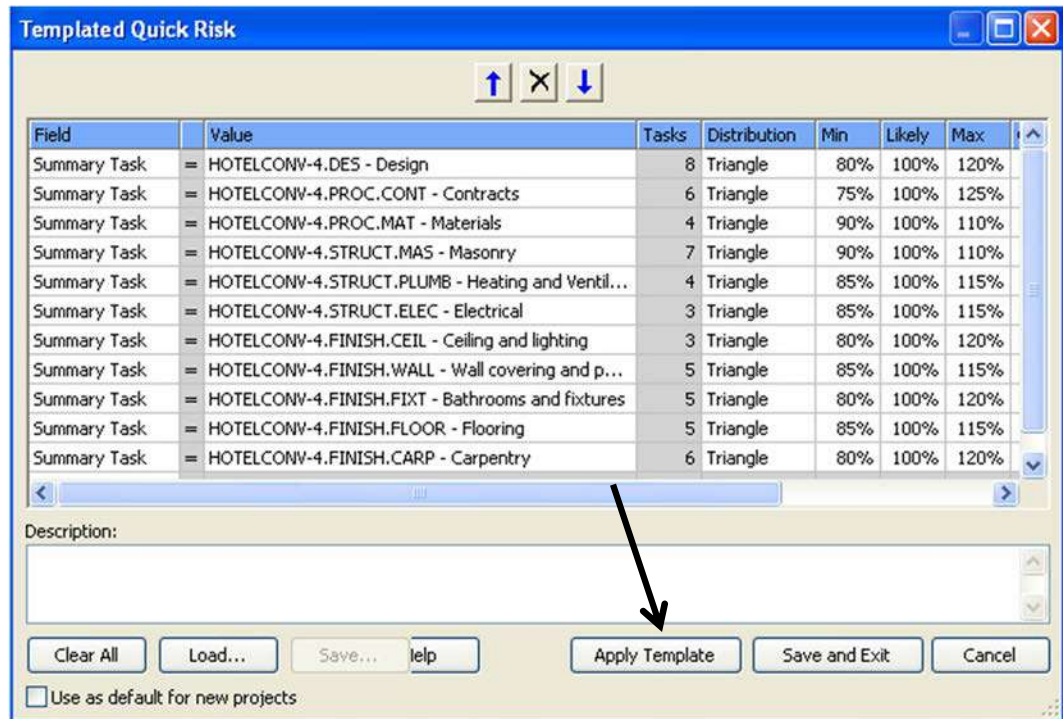 Templated Quick Risk
Field Value Tasks Distribution Min Likely Max
Summary Task = HOTELCONV-4.DES - Design 8 Triangle 80% 100% 120%
Summary Task = HOTELCONV-4.PROC.CONT - Contracts 6 Triangle 75% 100% 125%
Summary Task = HOTELCONV-4.PROC.MAT - Materials 4 Triangle 90% 100% 110%
Summary Task = HOTELCONV-4.STRUCT.MAS - Masonry 7 Triangle 90% 100% 110%
Summary Task = HOTELCONV-4.STRUCT.PLUMB - Heating and Ventil... 4 Triangle 85% 100% 115%
Summary Task = HOTELCONV-4.STRUCT.ELEC - Electrical 3 Triangle 85% 100% 115%
Summary Task = HOTELCONV-4.FINISH.CEIL - Ceiling and lighting 3 Triangle 80% 100% 120%
Summary Task = HOTELCONV-4.FINISH.WALL - Wall covering and p... 5 Triangle 85% 100% 115%
Summary Task = HOTELCONV-4.FINISH.FIXT - Bathrooms and fixtures 5 Triangle 80% 100% 120%
Summary Task = HOTELCONV-4.FINISH.FLOOR - Flooring 5 Triangle 85% 100% 115%
Summary Task = HOTELCONV-4.FINISH.CARP - Carpentry 6 Triangle 80% 100% 120%
Description:
Clear All Load... Save... lelp Apply Template Save and Exit Cancel
Use as default for new projects